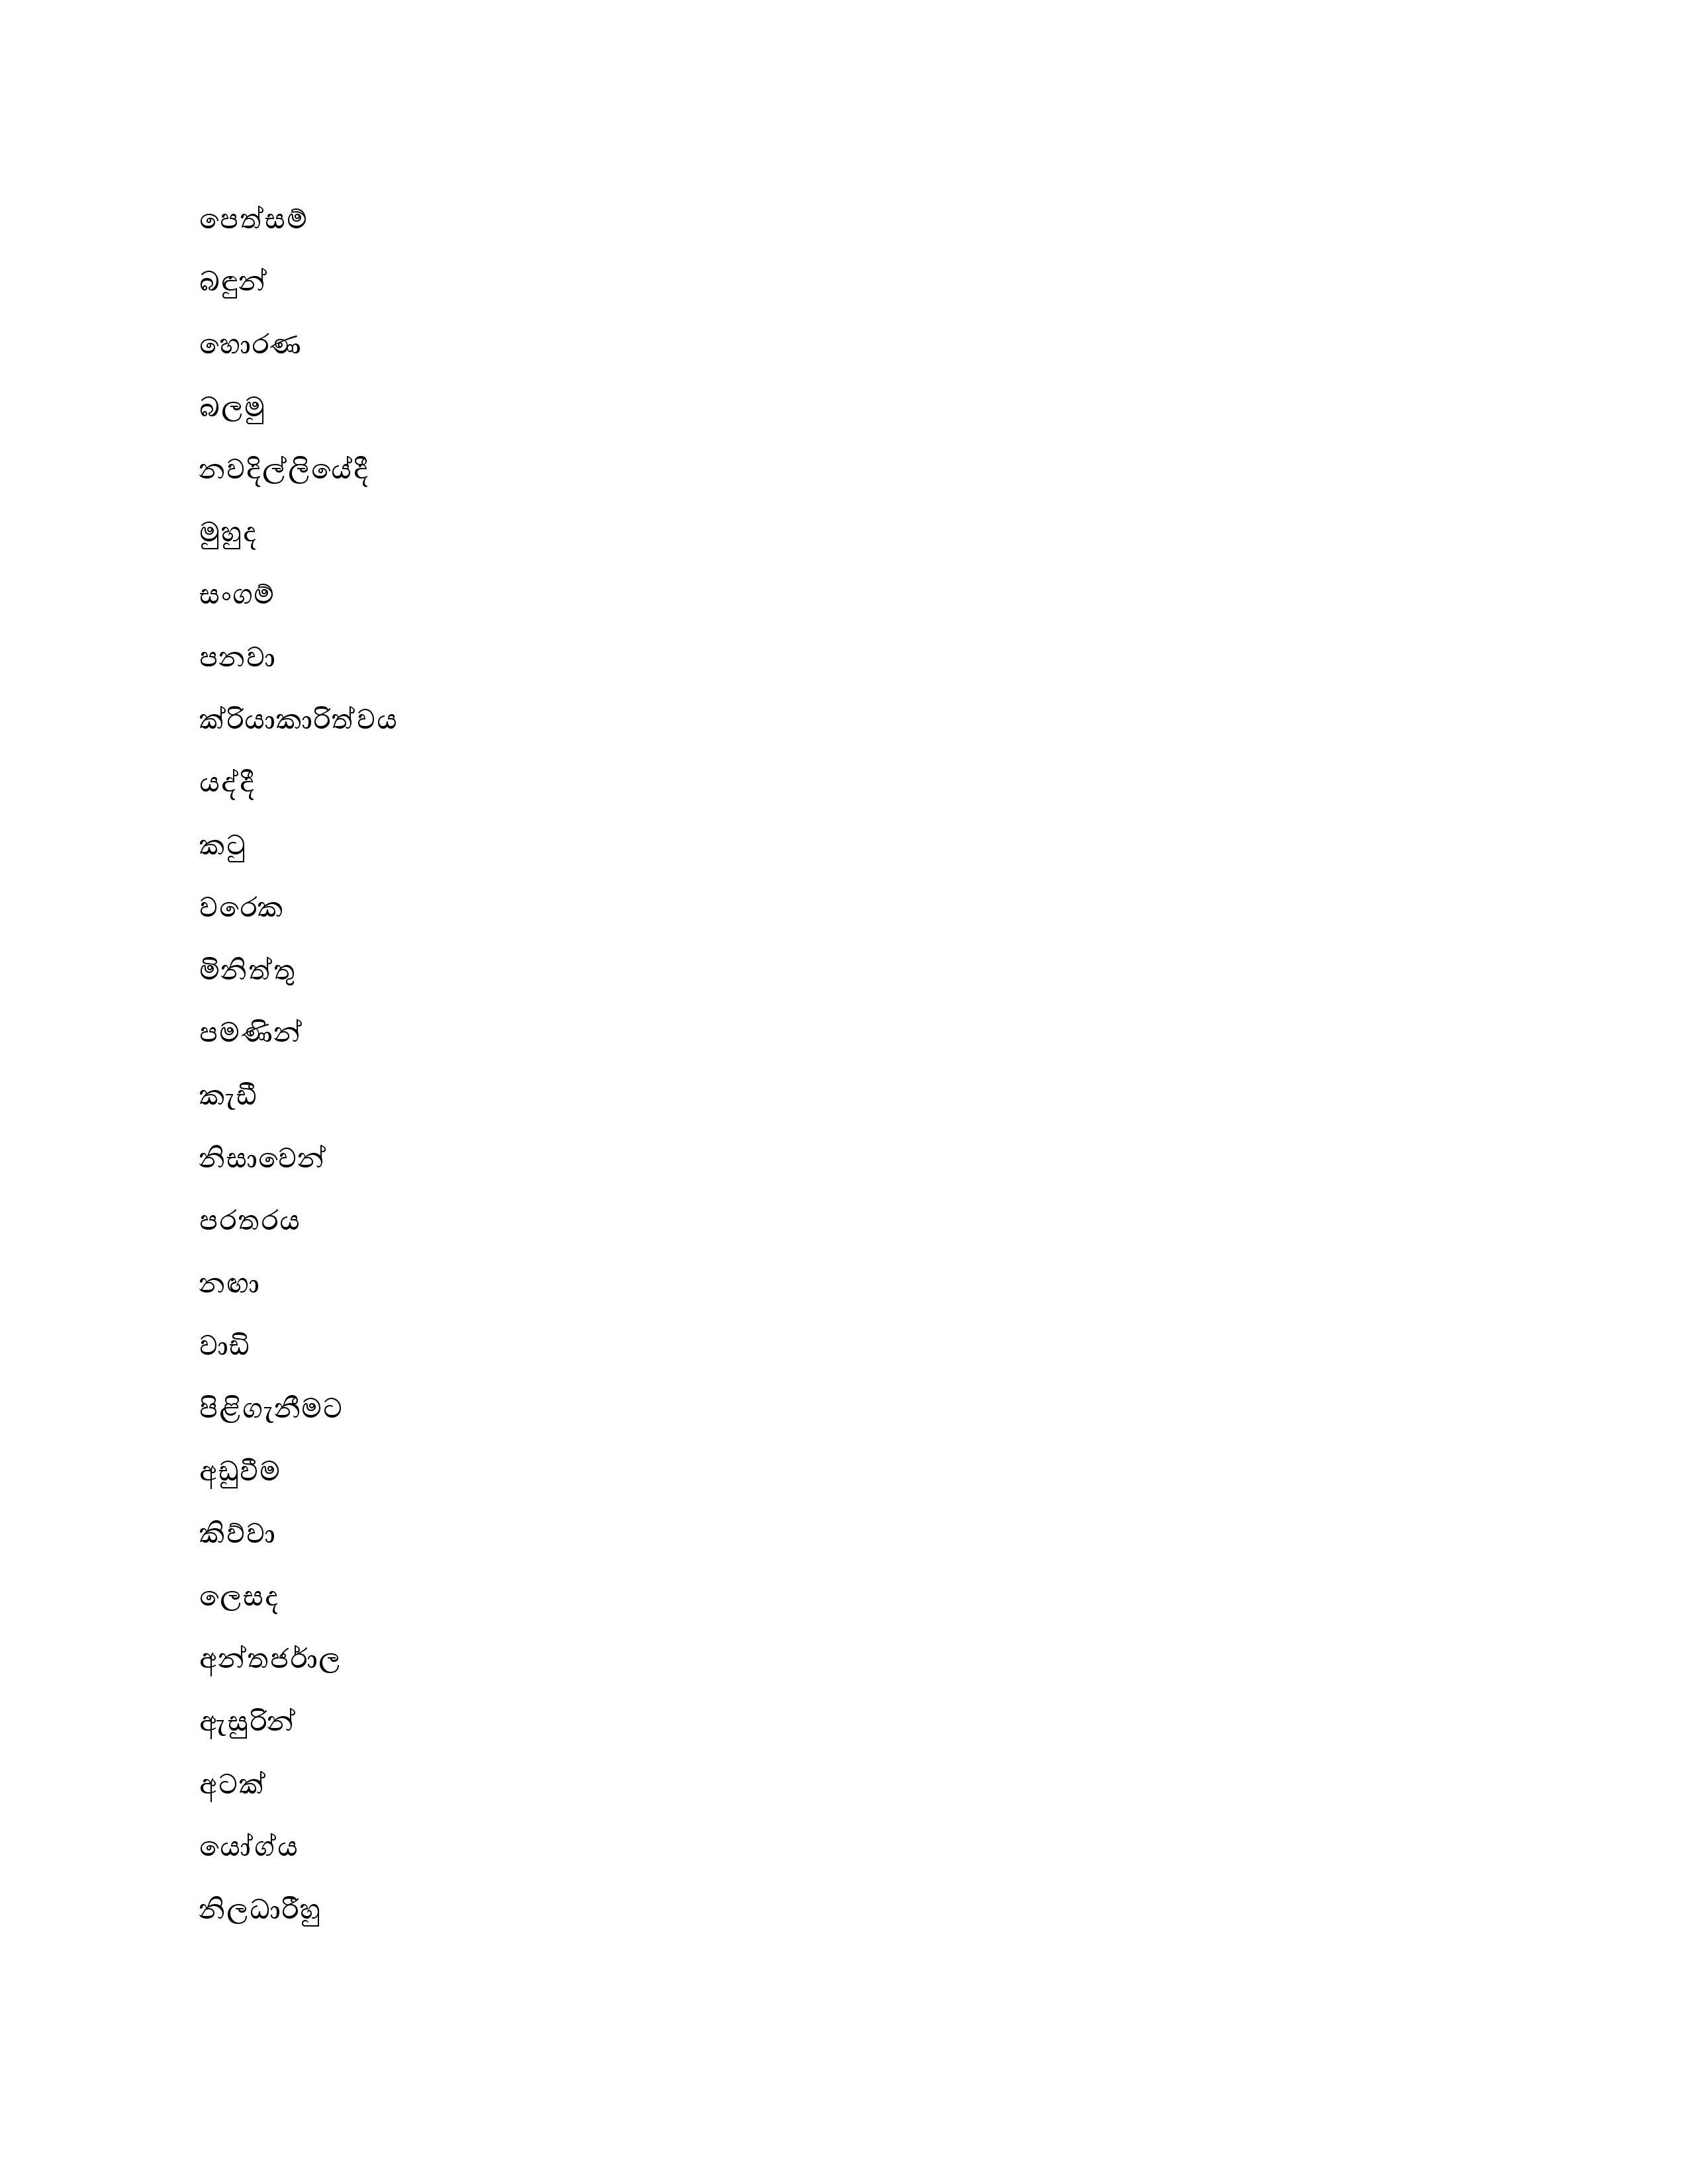 පෙත්සම්
බඳුන්
හොරණ
බලමු
නවදිල්ලියේදී
මුහුද
සංගම්
පනවා
ක්රියාකාරිත්වය
යද්දී
කටු
වරෙක
මිනිත්තු
පමණින්
කැඩී
නිසාවෙන්
පරතරය
නඟා
වාඩි
පිළිගැනීමට
අඩුවීම
කිව්වා
ලෙසද
අන්තර්ජාල
ඇසුරින්
අටක්
යෝග්ය
නිලධාරීහු